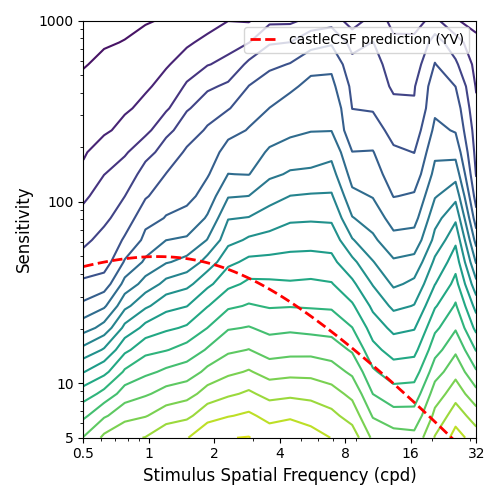 1000
castleCSF prediction (YV)
100
10
5
Sensitivity
0.5 1 2 4 8 16 32
Stimulus Spatial Frequency (cpd)